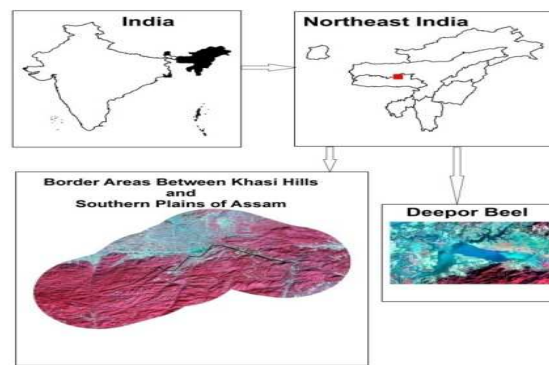 India
Northeast India
Border Areas Between Khasi Hills
and
Southern Plains of Assam
Deepor Beel